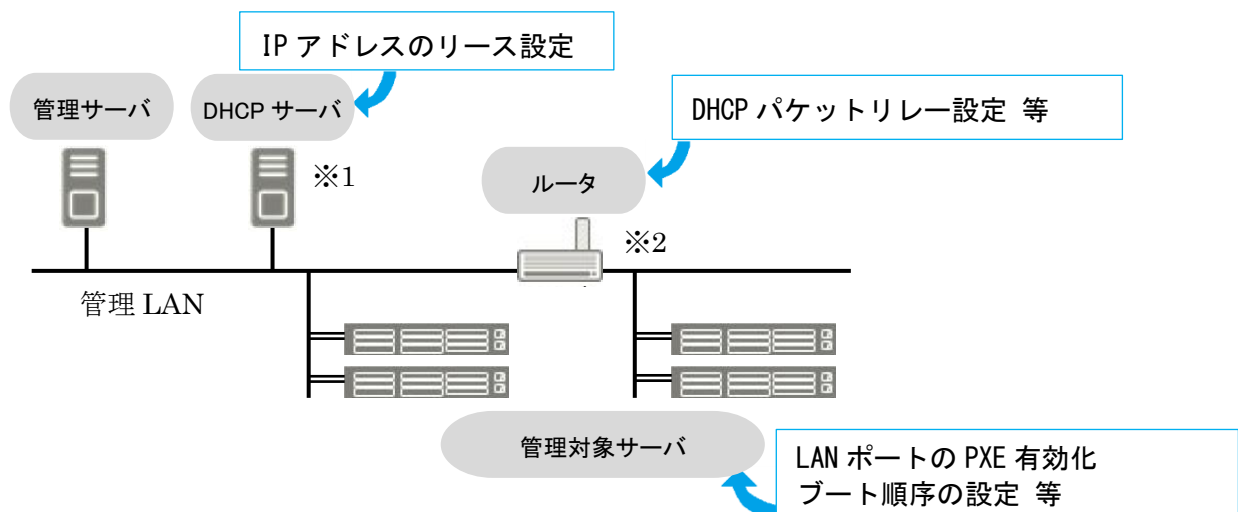 IP アドレスのリース設定
管理サーバ
DHCP サーバ
DHCP パケットリレー設定 等
※1
ルータ
※2
管理 LAN
管理対象サーバ
LAN ポートの PXE 有効化
ブート順序の設定 等